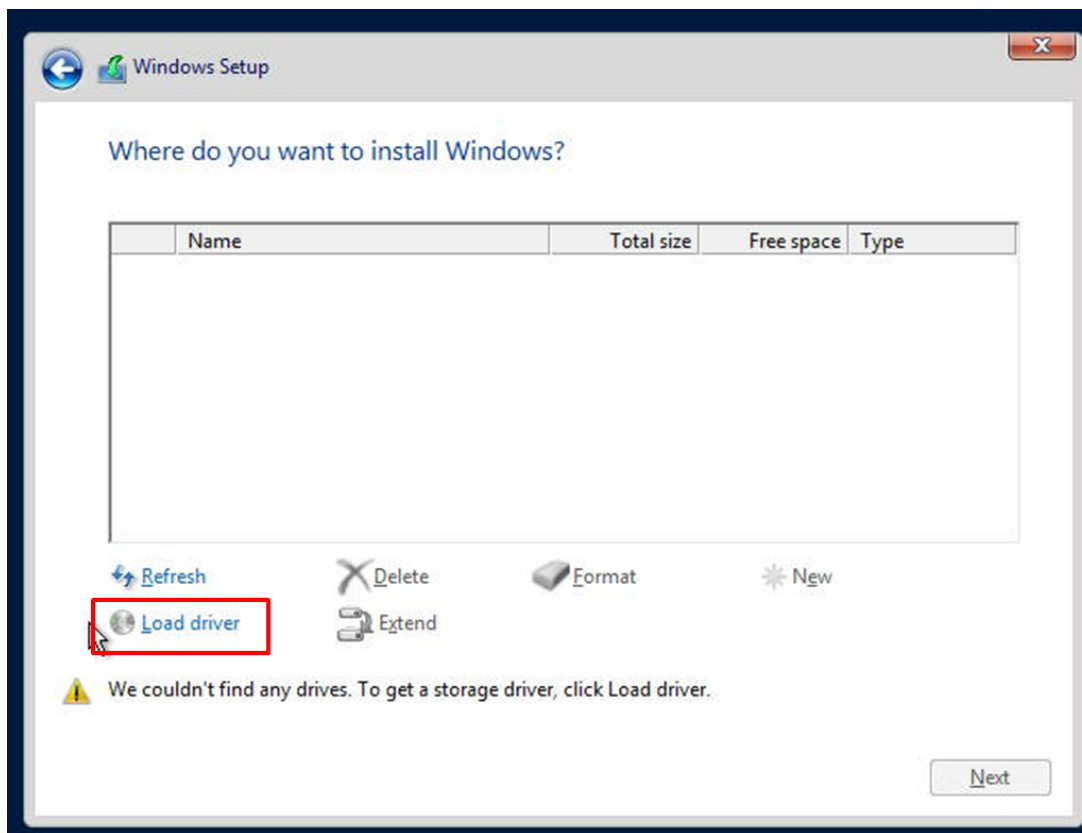 Windows Setup
Where do you want to install Windows?
Name Total size Free space Type
Refresh Delete Format New
Load driver Extend
We couldn't find any drives. To get a storage driver, click Load driver.
Next